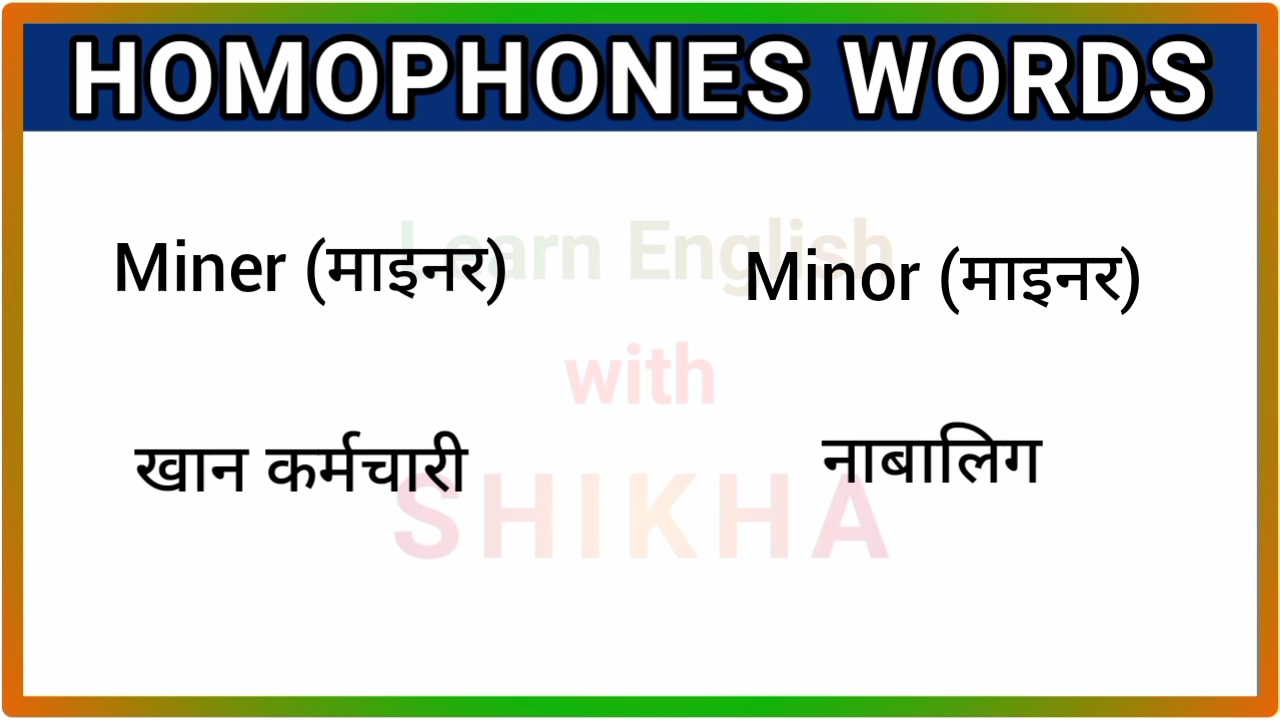 HOMOPHONES WORDS
Learn English
Miner (माइनर)
Minor (माइनर)
with
खान कर्मचारी
नाबालिग
SHIKHA